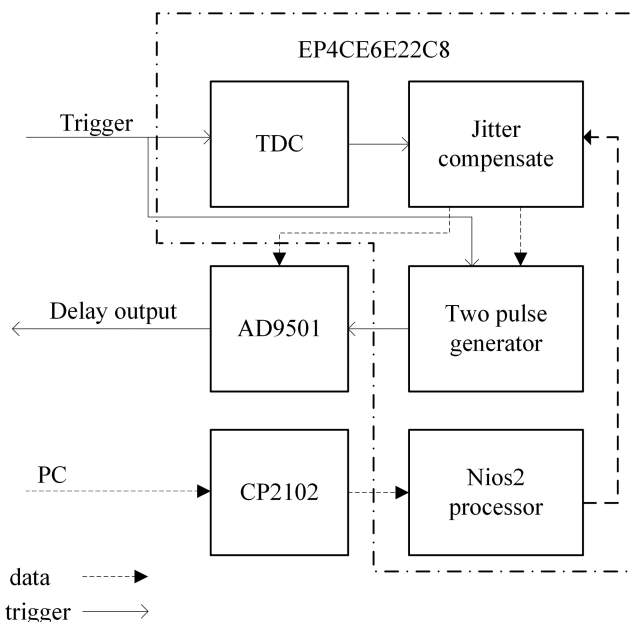 EP4CE6E22C8
Trigger
TDC
Jitter
compensate
Delay output
AD9501
Two pulse
generator
PC
CP2102
Nios2
processor
data
trigger